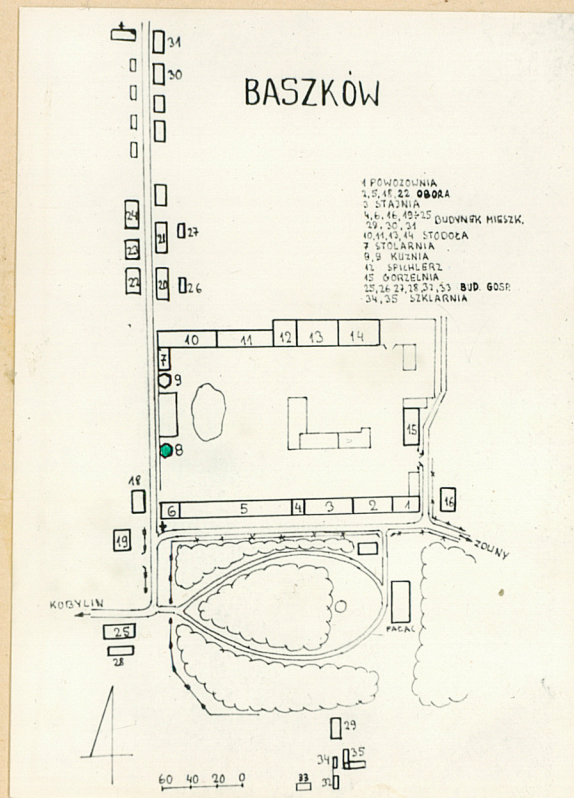 BASZKÓW
1 POWOZOWNIA
2,5,18,22 OBORA
3 STAJNIA
4,6,16,19÷25 BUDYNEK MIESZK.
29,30,31
10,11,13,14 STODOŁA
7 STOLARNIA
8,9 KUŹNIA
12 SPICHLERZ
15 GORZELNIA
25,26,27,28,32,33 BUD. GOSP.
34,35 SZKLARNIA
31
30
24
21
27
23
22
20
26
10 11 12 13 14
7
9
8
15
18
6 5 4 3 2 1
16
19
ZDUNY
KOBYLIN
PAŁAC
25
28
29
34
35
33
32
60 40 20 0